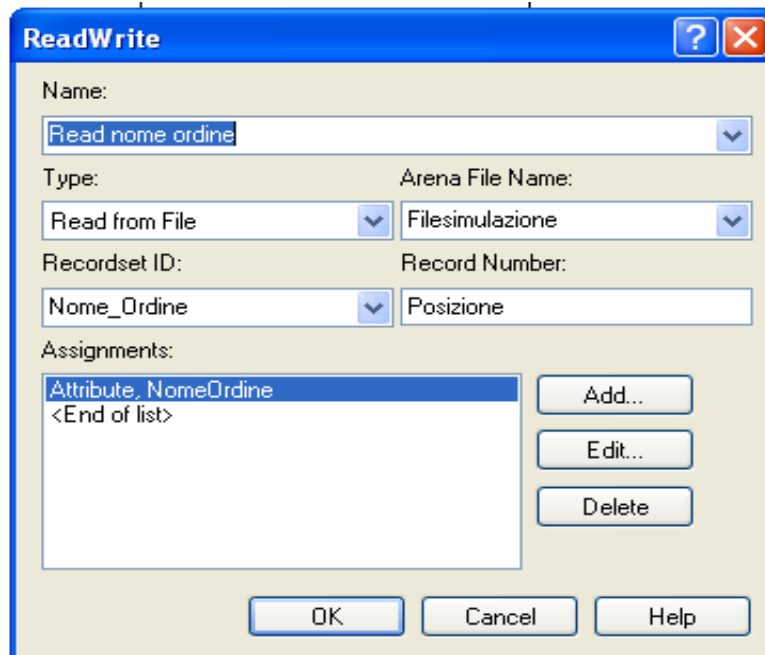 ReadWrite
Name:
Read nome ordine
Type: Arena File Name:
Read from File Filesimulazione
Recordset ID: Record Number:
Nome_Ordine Posizione
Assignments:
Attribute, NomeOrdine
<End of list>
Add...
Edit...
Delete
OK Cancel Help